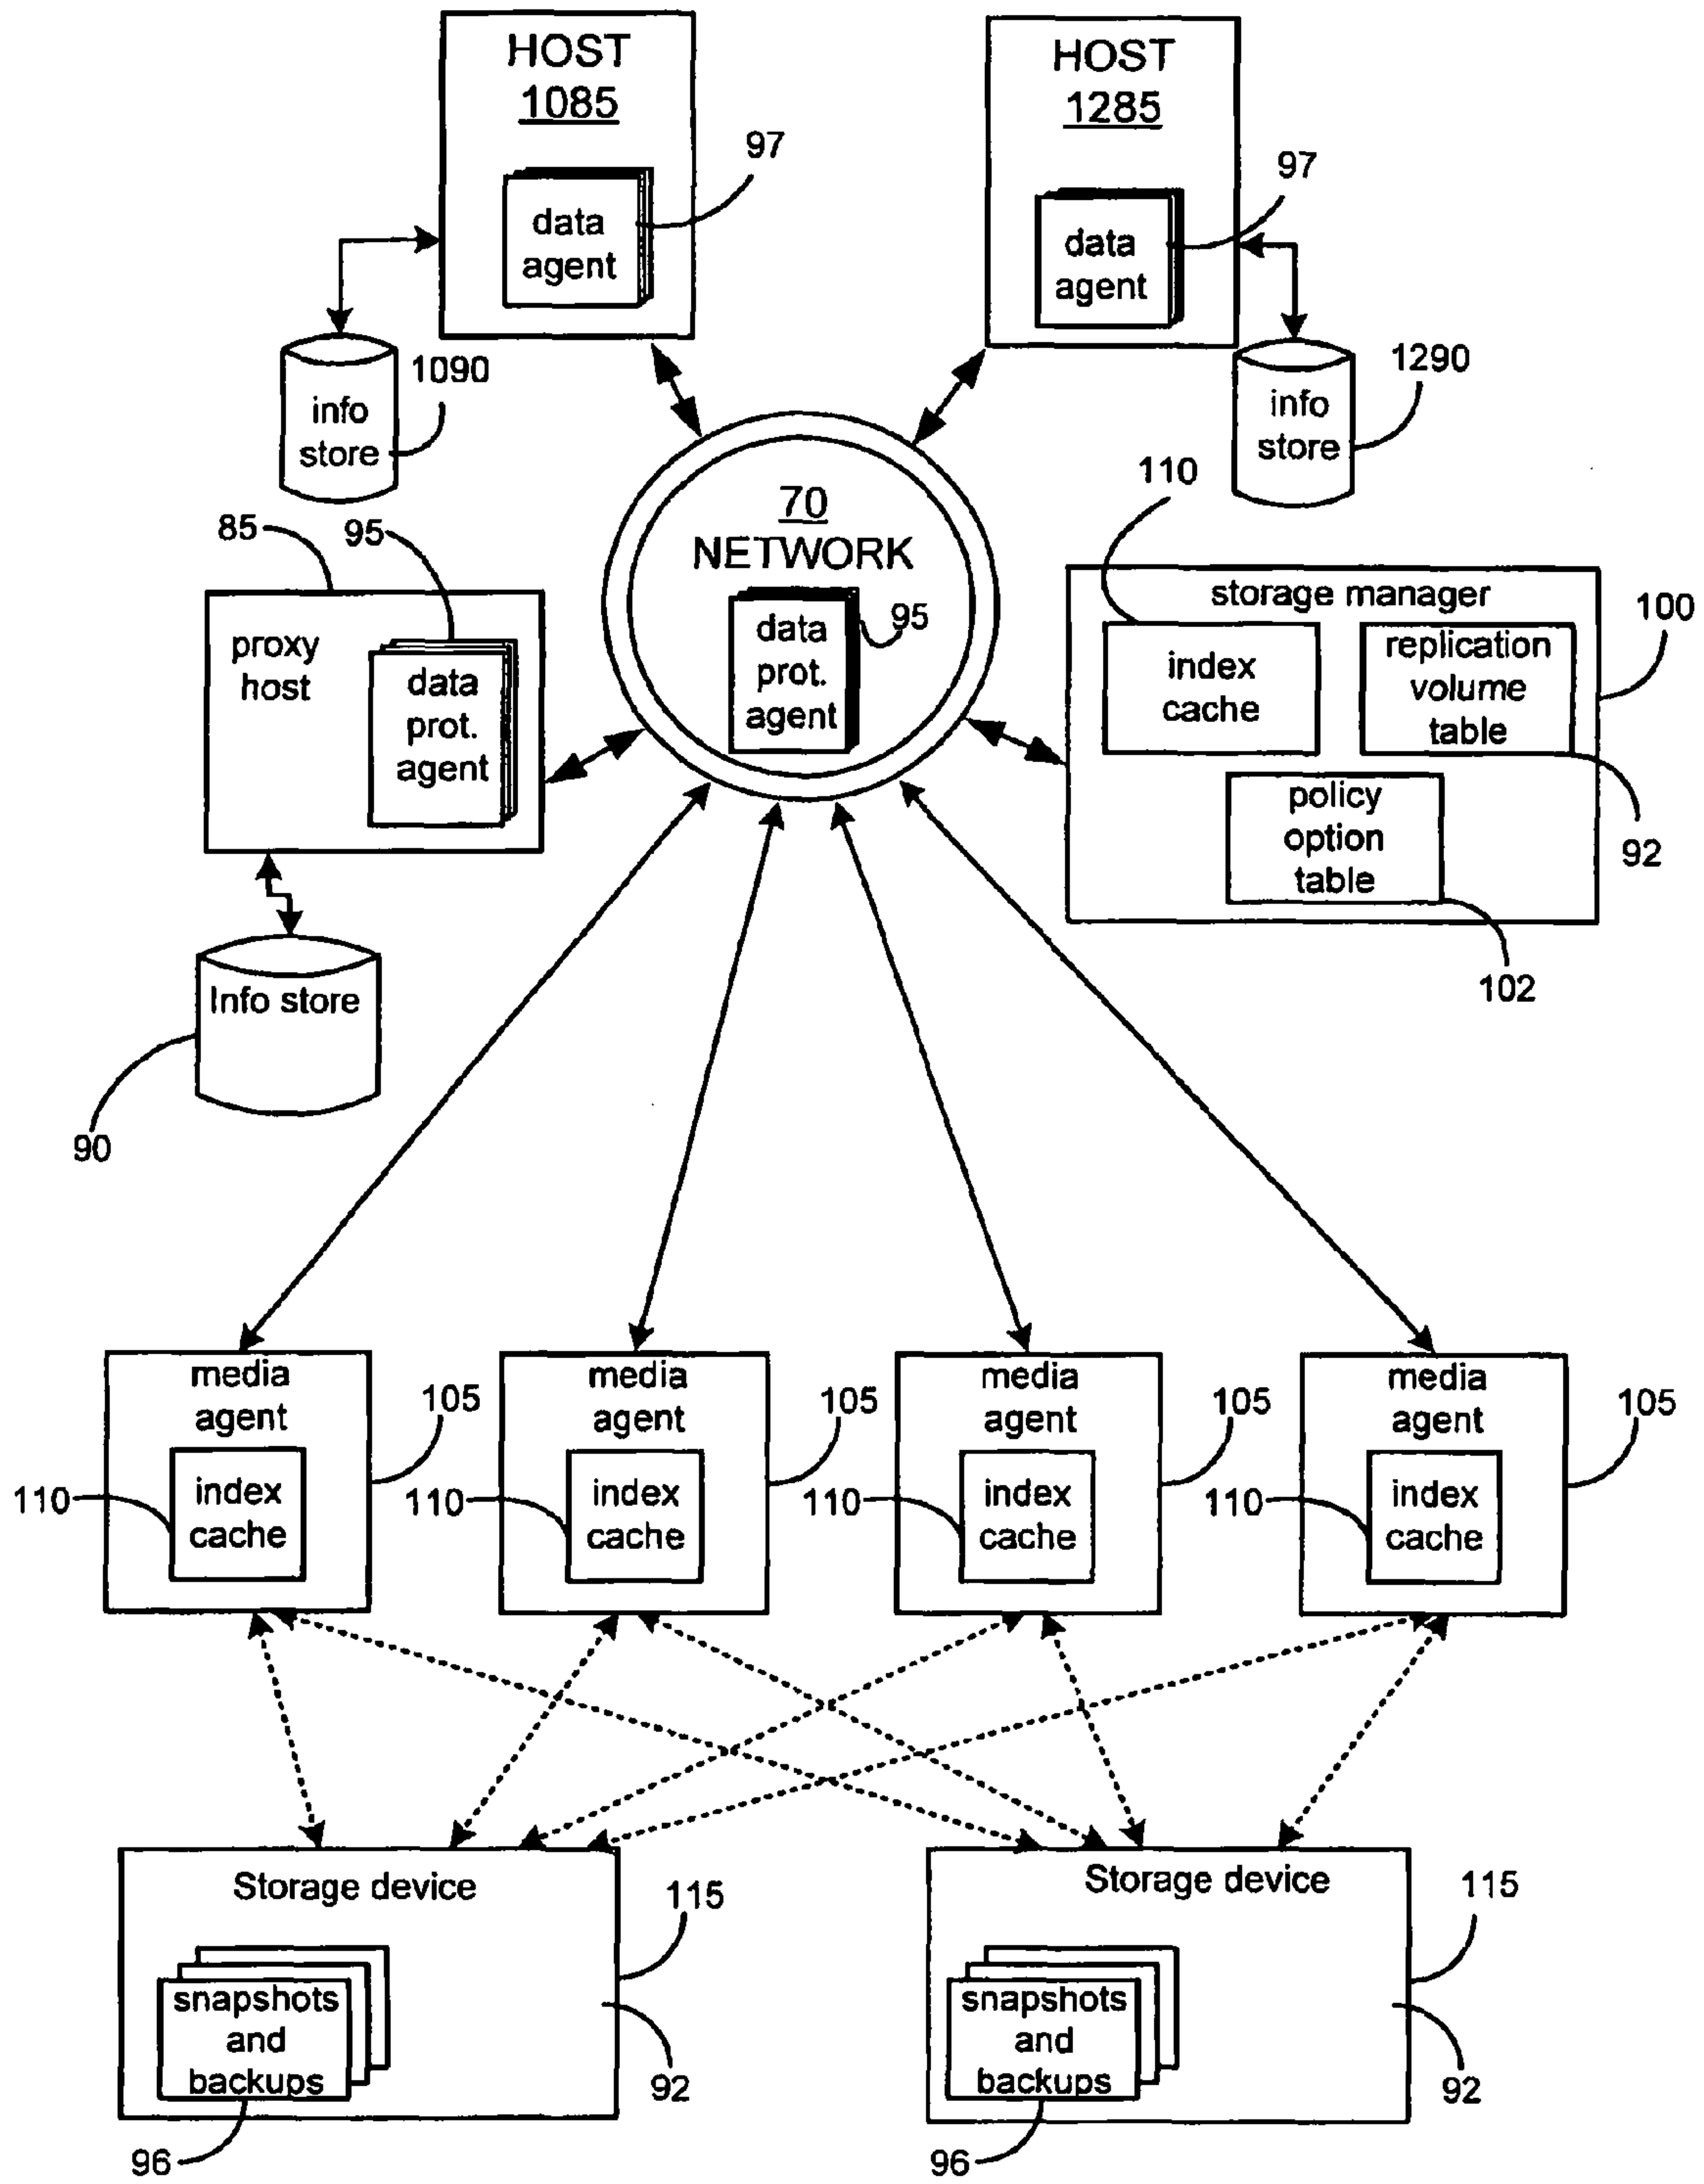 HOST
1085
97
data
agent
HOST
1285
97
data
agent
1090
info
store
1290
info
store
110
70
NETWORK
data
prot.
agent
95
85
95
proxy
host
data
prot.
agent
storage manager
100
index
cache
replication
volume
table
92
policy
option
table
102
Info store
90
media
agent
105
110
index
cache
media
agent
105
110
index
cache
media
agent
105
110
index
cache
media
agent
105
110
index
cache
Storage device
115
snapshots
and
backups
92
96
Storage device
115
snapshots
and
backups
92
96